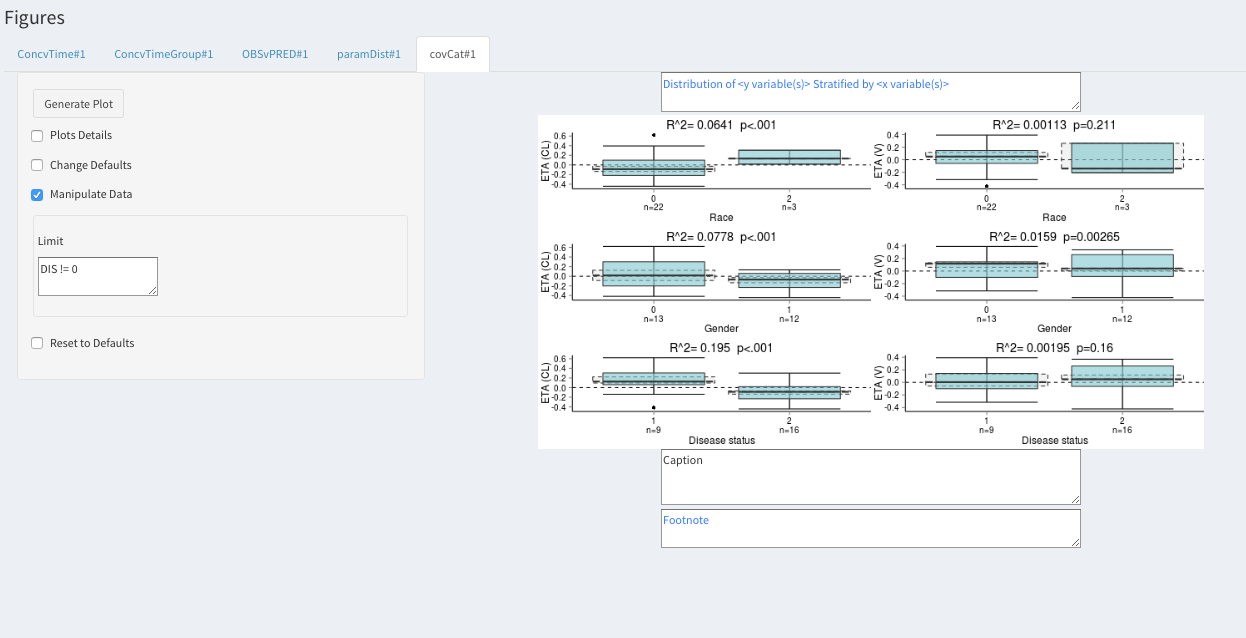 Figures
ConcvTime#1 ConcvTimeGroup#1 OBSvPRED#1 paramDist#1 covCat#1
Generate Plot
Plots Details
Change Defaults
Manipulate Data
Limit
DIS != 0
Reset to Defaults
Distribution of <y variable(s)> Stratified by <x variable(s)>
R^2= 0.0641 p<.001
ETA (CL)
0.6
0.4
0.2
0.0
-0.2
-0.4
0 2
n=22 n=3
Race
R^2= 0.00113 p=0.211
ETA (V)
0.4
0.2
0.0
-0.2
-0.4
0 2
n=22 n=3
Race
R^2= 0.0778 p<.001
ETA (CL)
0.6
0.4
0.2
0.0
-0.2
-0.4
0 1
n=13 n=12
Gender
R^2= 0.0159 p=0.00265
ETA (V)
0.4
0.2
0.0
-0.2
-0.4
0 1
n=13 n=12
Gender
R^2= 0.195 p<.001
ETA (CL)
0.6
0.4
0.2
0.0
-0.2
-0.4
1 2
n=9 n=16
Disease status
R^2= 0.00195 p=0.16
ETA (V)
0.4
0.2
0.0
-0.2
-0.4
1 2
n=9 n=16
Disease status
Caption
Footnote